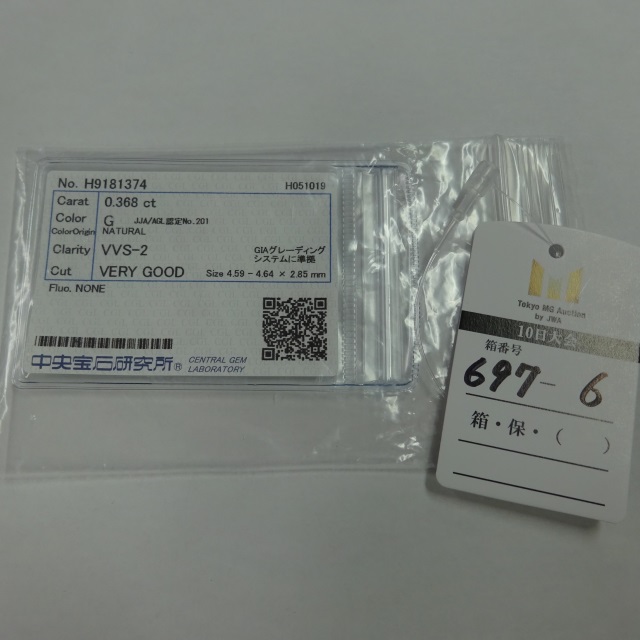 No. H9181374
H051019
Carat 0.368 ct
Color G JJA/AGL認定No.201
ColorOrigin NATURAL
Clarity VVS-2 GIAグレーディング
システムに準拠
Cut VERY GOOD Size 4.59 - 4.64 × 2.85 mm
Fluo. NONE
中央宝石研究所® CENTRAL GEM
LABORATORY
Tokyo MG Auction
by JWA
10日大会
箱番号
697-6
箱・保・( )